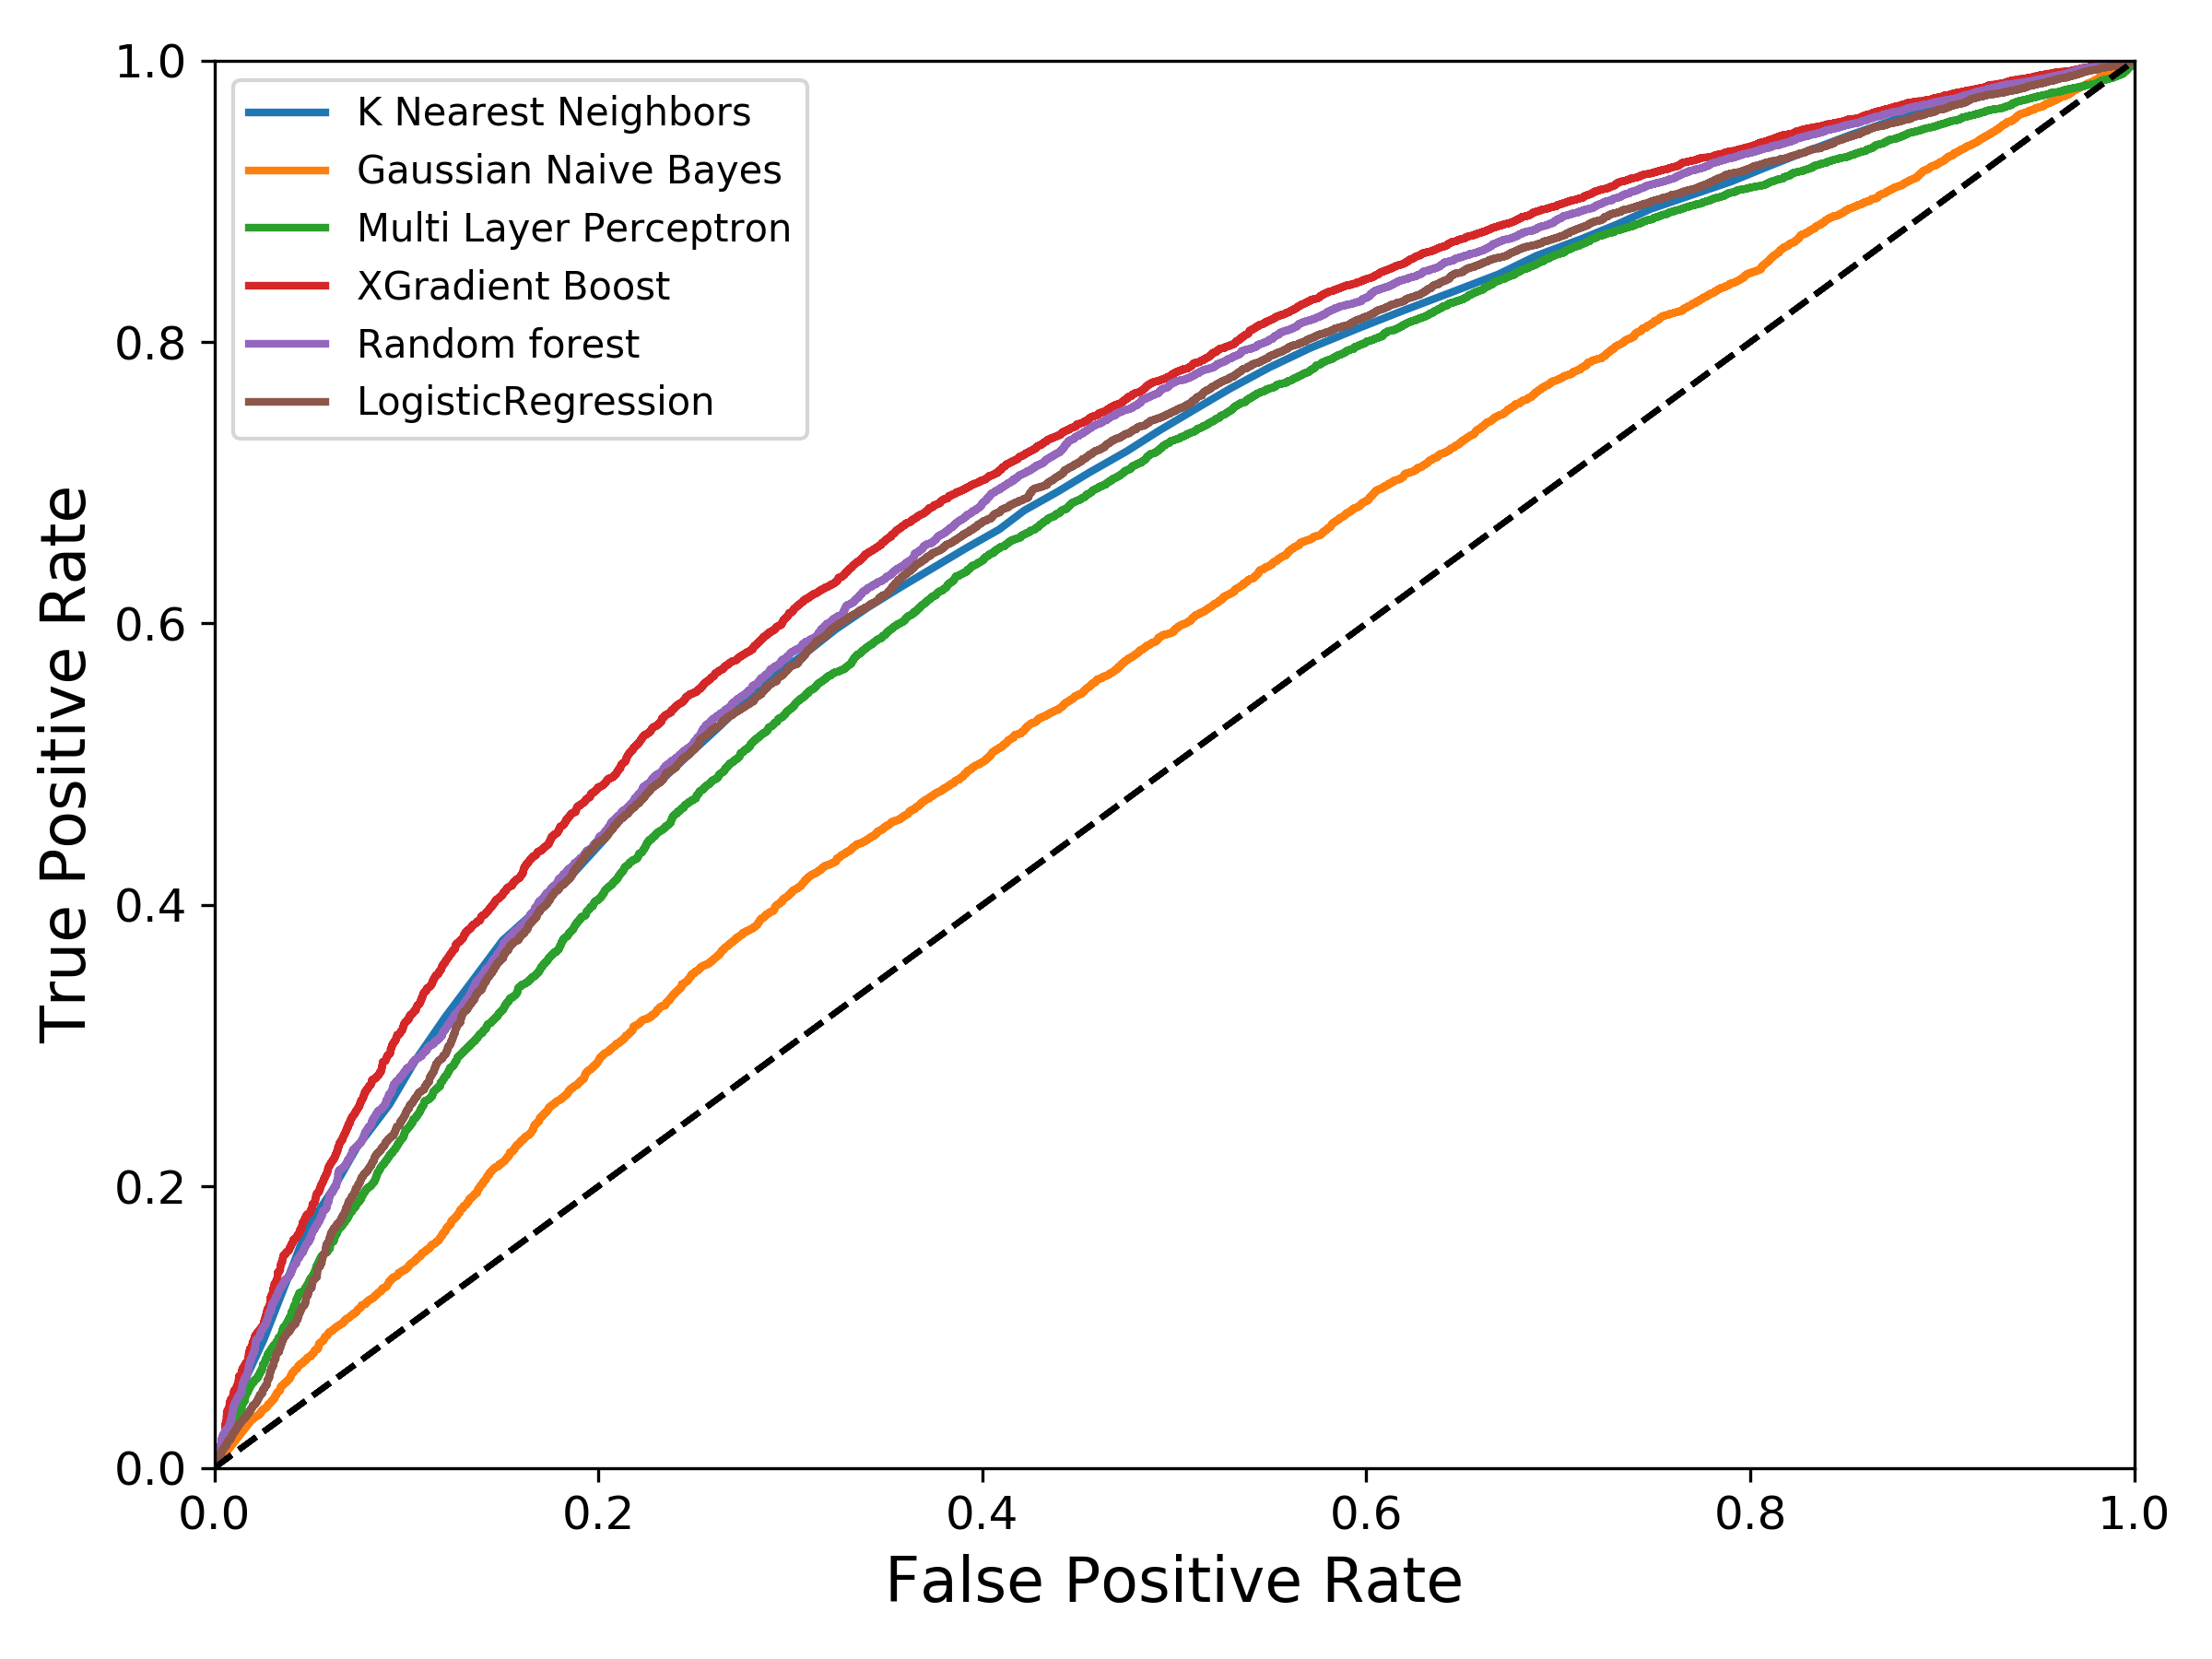 1.0
K Nearest Neighbors
Gaussian Naive Bayes
Multi Layer Perceptron
XGradient Boost
Random forest
LogisticRegression
0.8
0.6
0.4
0.2
0.0
True Positive Rate
0.0 0.2 0.4 0.6 0.8 1.0
False Positive Rate